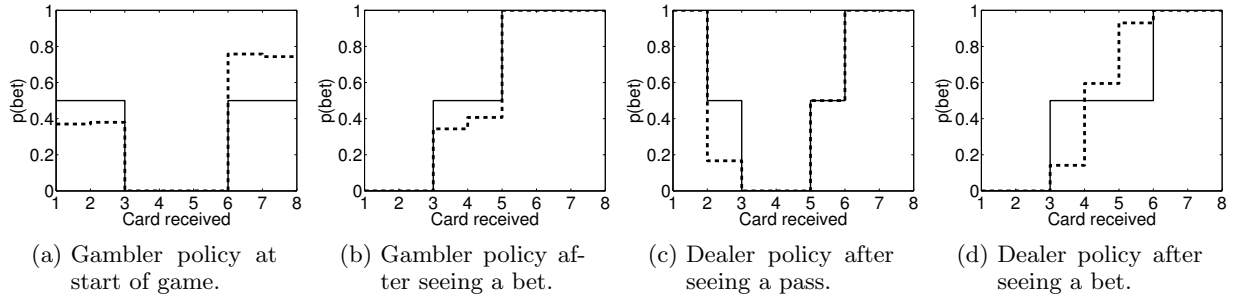 1
0.8
0.6
0.4
0.2
0
p(bet)
1 2 3 4 5 6 7 8
Card received
(a) Gambler policy at
start of game.
1
0.8
0.6
0.4
0.2
0
p(bet)
1 2 3 4 5 6 7 8
Card received
(b) Gambler policy af-
ter seeing a bet.
1
0.8
0.6
0.4
0.2
0
p(bet)
1 2 3 4 5 6 7 8
Card received
(c) Dealer policy after
seeing a pass.
1
0.8
0.6
0.4
0.2
0
p(bet)
1 2 3 4 5 6 7 8
Card received
(d) Dealer policy after
seeing a bet.